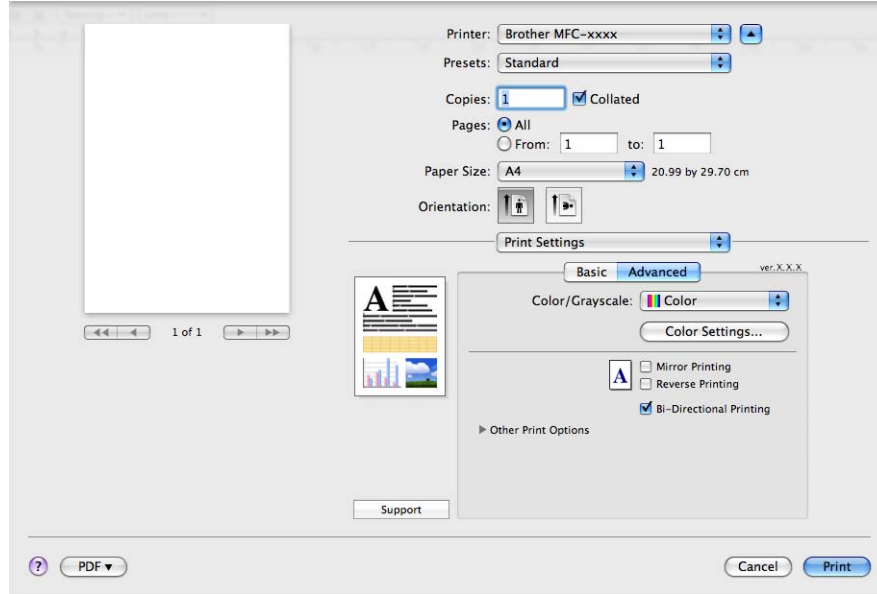 Printer: Brother MFC-xxxx
Presets: Standard
Copies: 1 Collated
Pages: All
From: 1 to: 1
Paper Size: A4 20.99 by 29.70 cm
Orientation:
Print Settings
1 of 1
Basic Advanced ver.X.X.X
Color/Grayscale: Color
Color Settings...
A
A
Mirror Printing
Reverse Printing
Bi-Directional Printing
Other Print Options
Support
? PDF Cancel Print